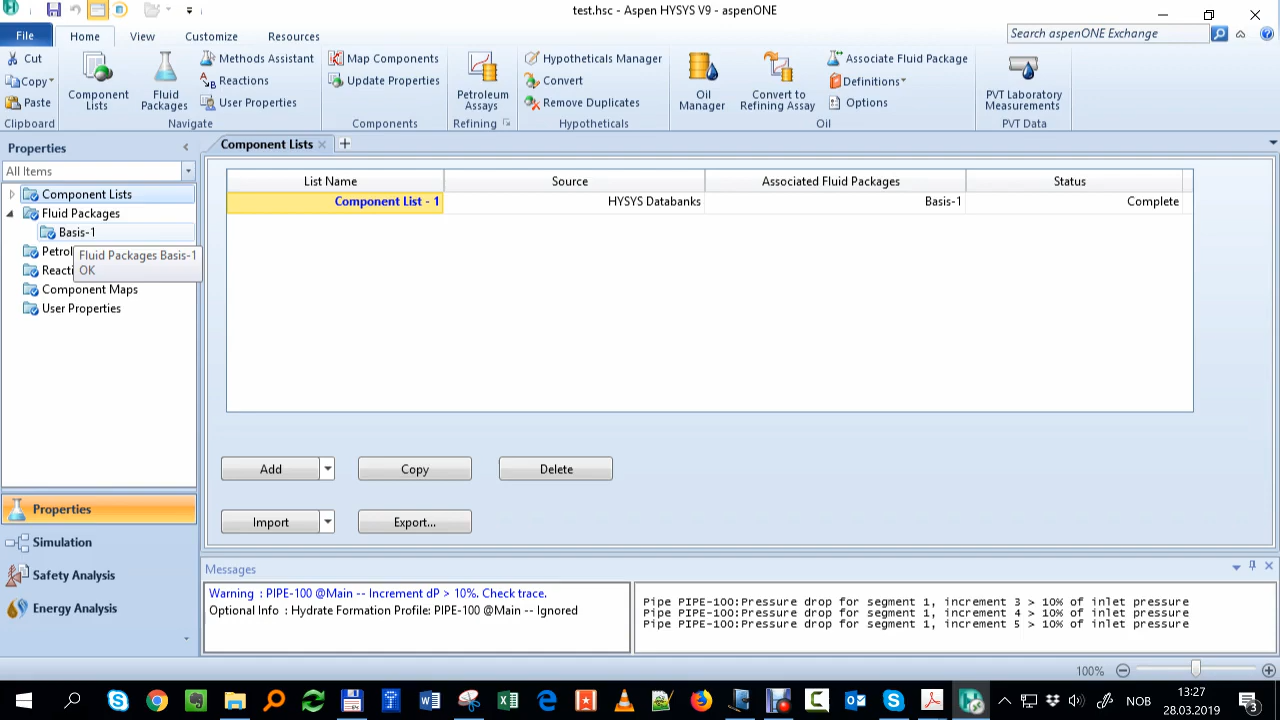 test.hsc - Aspen HYSYS V9 - aspenONE
File
Home
View
Customize
Resources
Search aspenONE Exchange
Cut
Copy
Paste
Clipboard
Component Lists
Fluid Packages
Methods Assistant
Reactions
User Properties
Navigate
Map Components
Update Properties
Components
Petroleum Assays
Refining
Hypotheticals Manager
Convert
Remove Duplicates
Hypotheticals
Oil Manager
Convert to Refining Assay
Associate Fluid Package
Definitions
Options
Oil
PVT Laboratory Measurements
PVT Data
Properties
All Items
Component Lists
Fluid Packages
Basis-1
Petrol
Reacti
Fluid Packages Basis-1
OK
Component Maps
User Properties
Properties
Simulation
Safety Analysis
Energy Analysis
Component Lists
List Name Source Associated Fluid Packages Status
Component List - 1 HYSYS Databanks Basis-1 Complete
Add
Copy
Delete
Import
Export...
Messages
Warning : PIPE-100 @Main -- Increment dP > 10%. Check trace.
Optional Info : Hydrate Formation Profile: PIPE-100 @Main -- Ignored
Pipe PIPE-100:Pressure drop for segment 1, increment 3 > 10% of inlet pressure
Pipe PIPE-100:Pressure drop for segment 1, increment 4 > 10% of inlet pressure
Pipe PIPE-100:Pressure drop for segment 1, increment 5 > 10% of inlet pressure
100%
NOB
13:27
28.03.2019
3